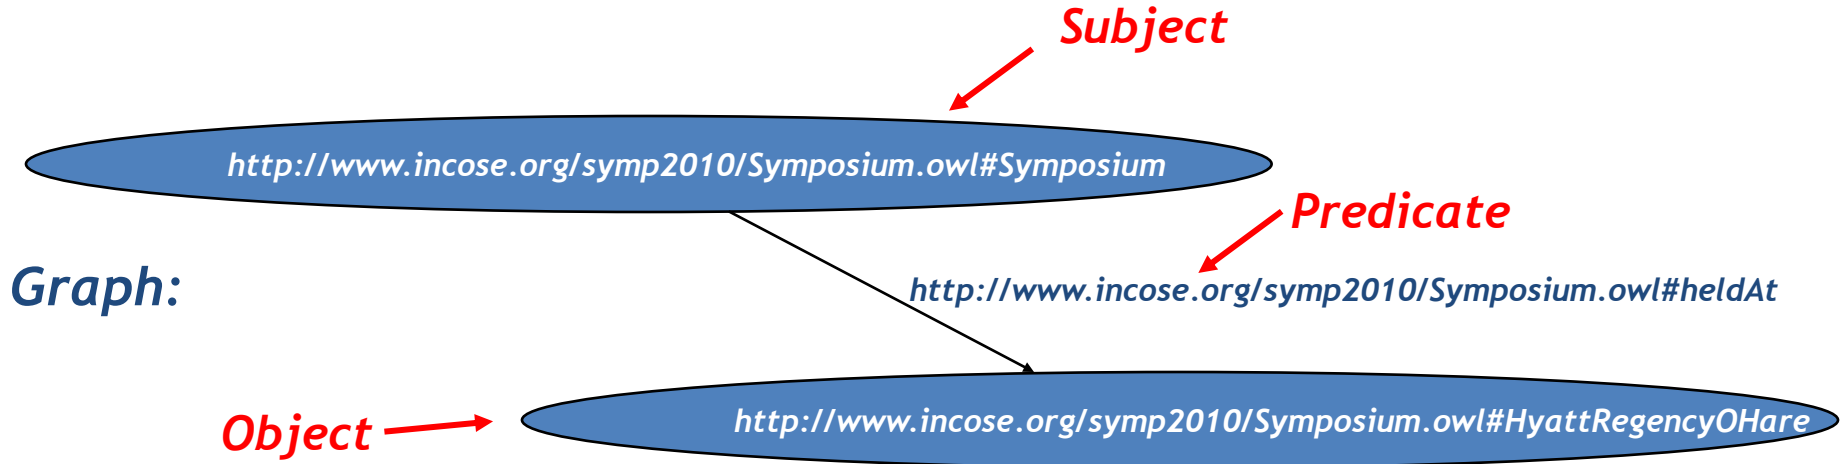 Subject
http://www.incose.org/symp2010/Symposium.owl#Symposium
Predicate
Graph:
http://www.incose.org/symp2010/Symposium.owl#heldAt
Object
http://www.incose.org/symp2010/Symposium.owl#HyattRegencyOHare